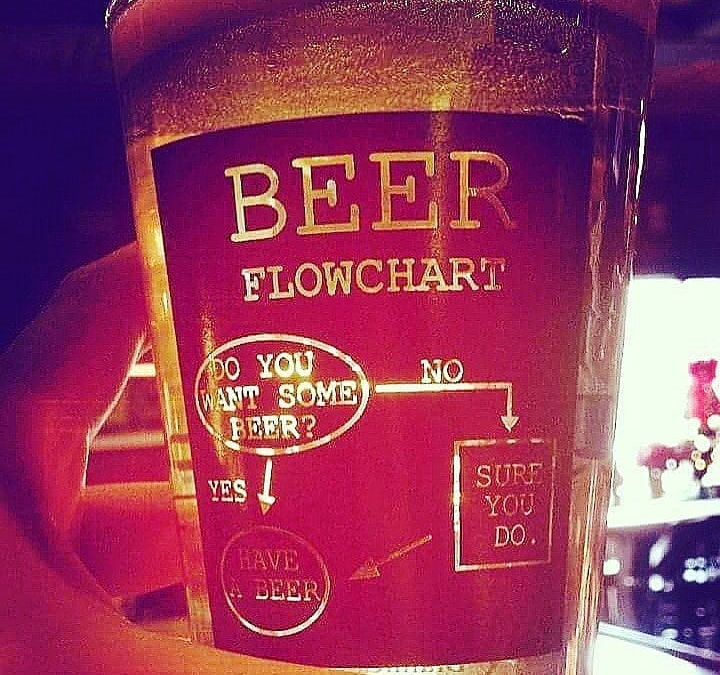 BEER
FLOWCHART
DO YOU
WANT SOME
BEER?
NO
SURE
YOU
DO.
YES
HAVE
A BEER